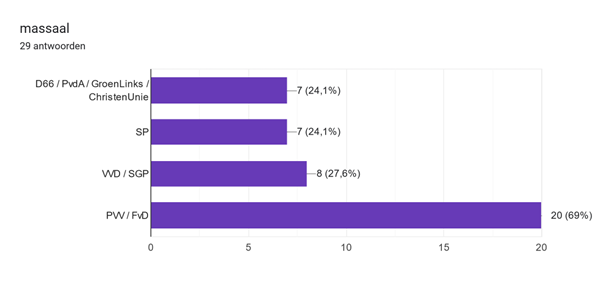 massaal
29 antwoorden
D66 / PvdA / GroenLinks /
ChristenUnie
7 (24,1%)
SP
7 (24,1%)
VVD / SGP
8 (27,6%)
PVV / FvD
20 (69%)
0
5
10
15
20